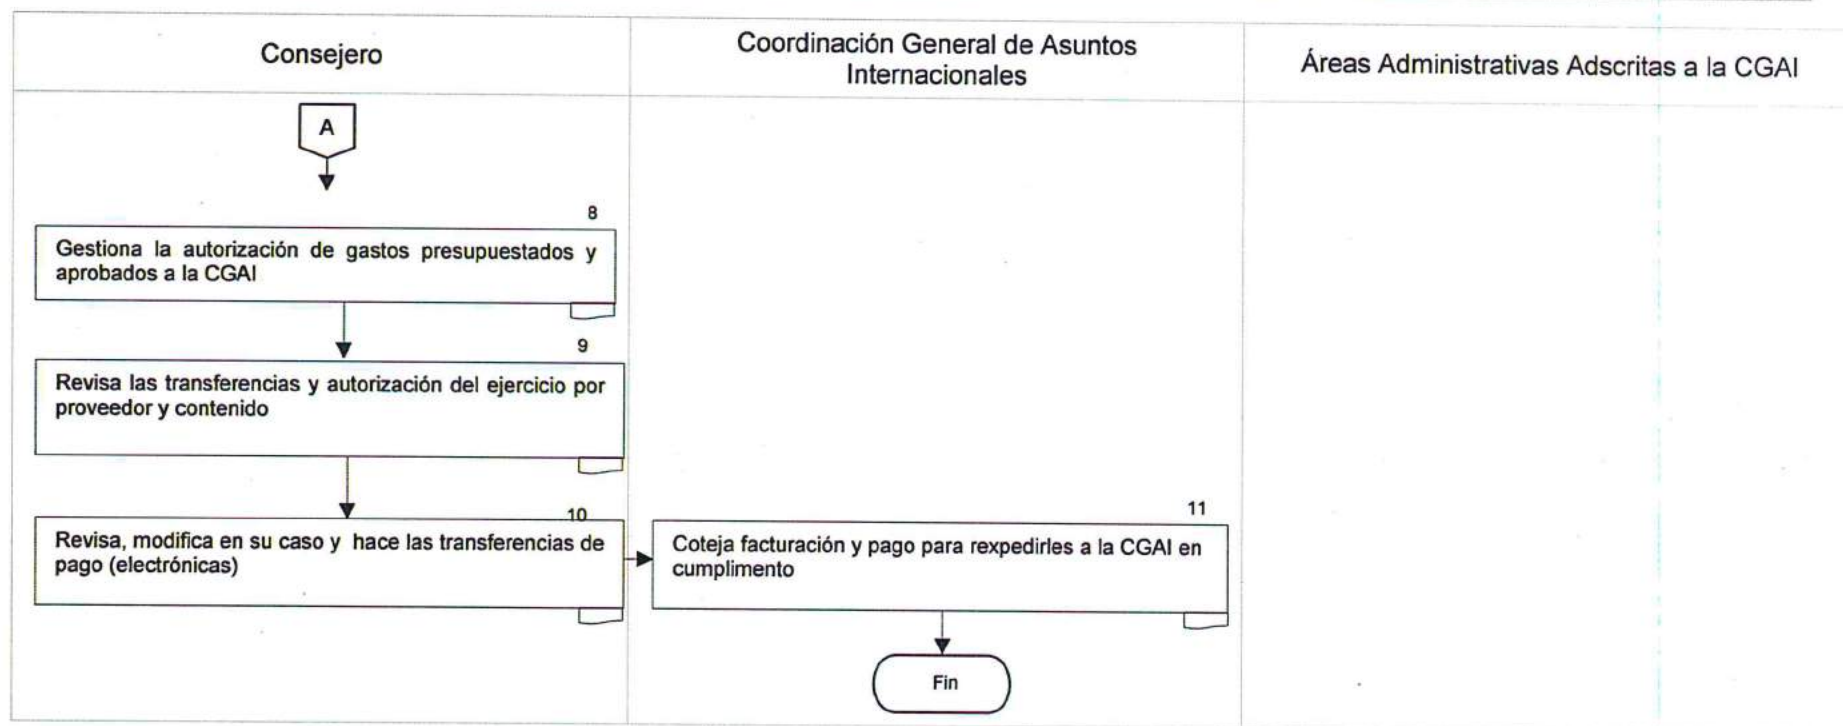 Consejero
Coordinación General de Asuntos
Internacionales
Áreas Administrativas Adscritas a la CGAI
A
8
Gestiona la autorización de gastos presupuestados y
aprobados a la CGAI
9
Revisa las transferencias y autorización del ejercicio por
proveedor y contenido
10
Revisa, modifica en su caso y hace las transferencias de
pago (electrónicas)
11
Coteja facturación y pago para rexpedirles a la CGAI en
cumplimento
Fin